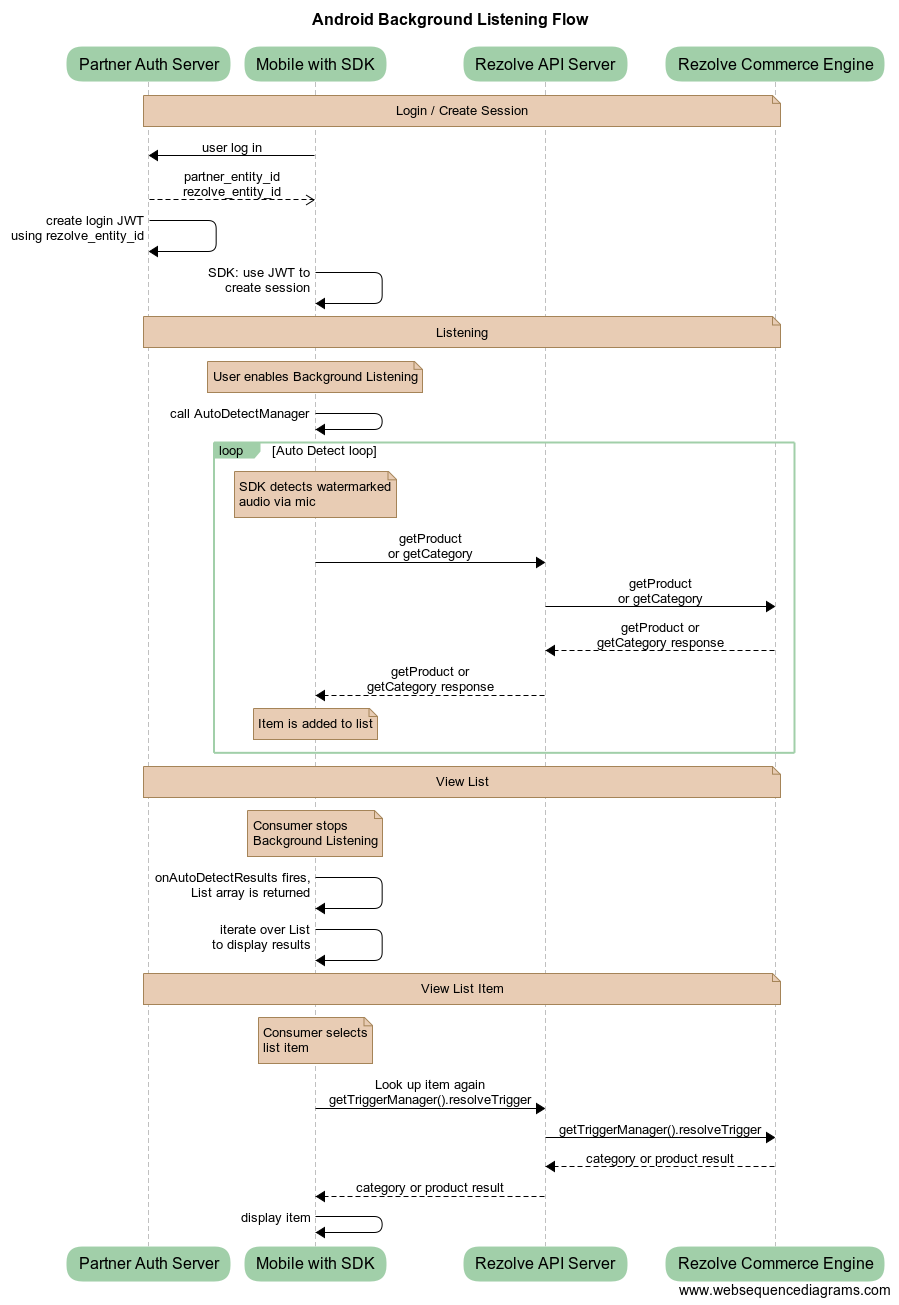 Android Background Listening Flow
Partner Auth Server
Mobile with SDK
Rezolve API Server
Rezolve Commerce Engine
Login / Create Session
user log in
partner_entity_id
rezolve_entity_id
create login JWT
using rezolve_entity_id
SDK: use JWT to
create session
Listening
User enables Background Listening
call AutoDetectManager
loop
[Auto Detect loop]
SDK detects watermarked
audio via mic
getProduct
or getCategory
getProduct
or getCategory
getProduct or
getCategory response
getProduct or
getCategory response
Item is added to list
View List
Consumer stops
Background Listening
onAutoDetectResults fires,
List array is returned
iterate over List
to display results
View List Item
Consumer selects
list item
Look up item again
getTriggerManager().resolveTrigger
getTriggerManager().resolveTrigger
category or product result
category or product result
display item
Partner Auth Server
Mobile with SDK
Rezolve API Server
Rezolve Commerce Engine
www.websequencediagrams.com